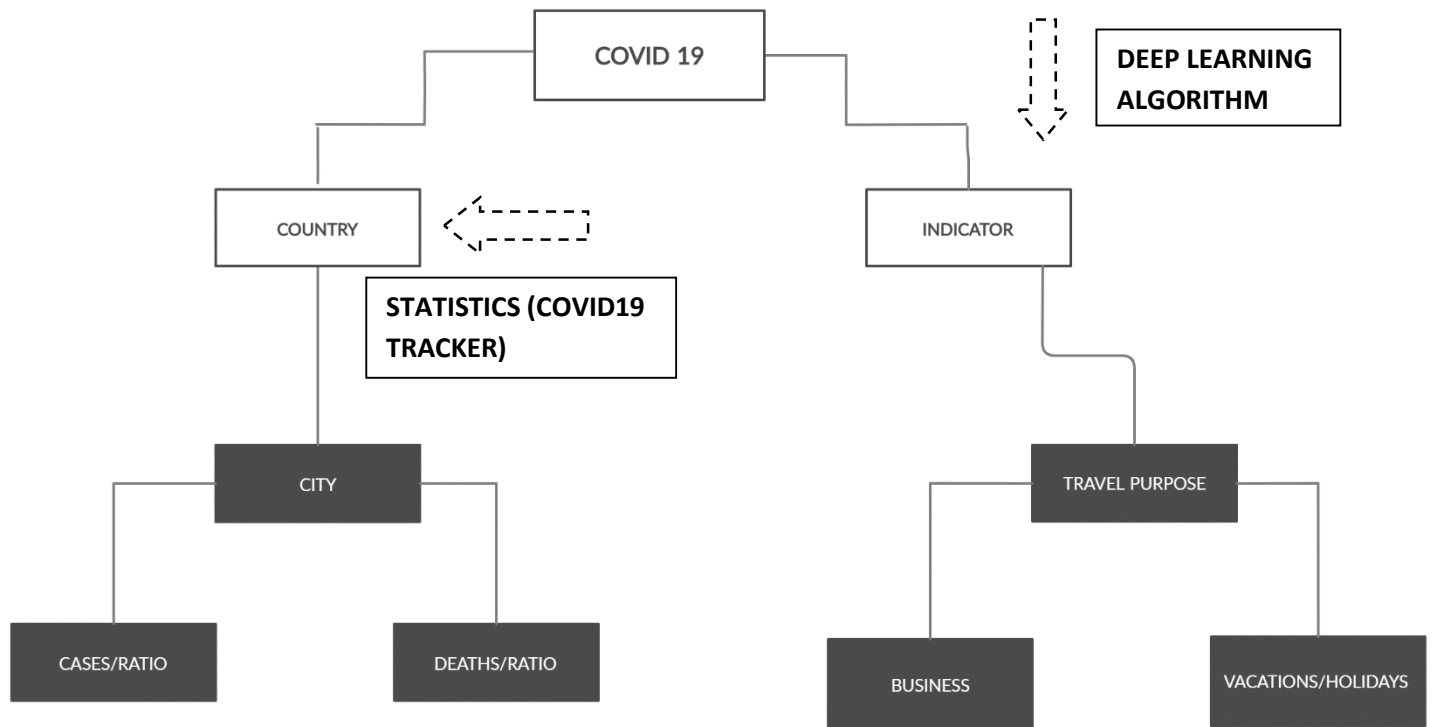 COVID 19
DEEP LEARNING
ALGORITHM
COUNTRY
INDICATOR
STATISTICS (COVID19
TRACKER)
CITY
TRAVEL PURPOSE
CASES/RATIO
DEATHS/RATIO
BUSINESS
VACATIONS/HOLIDAYS